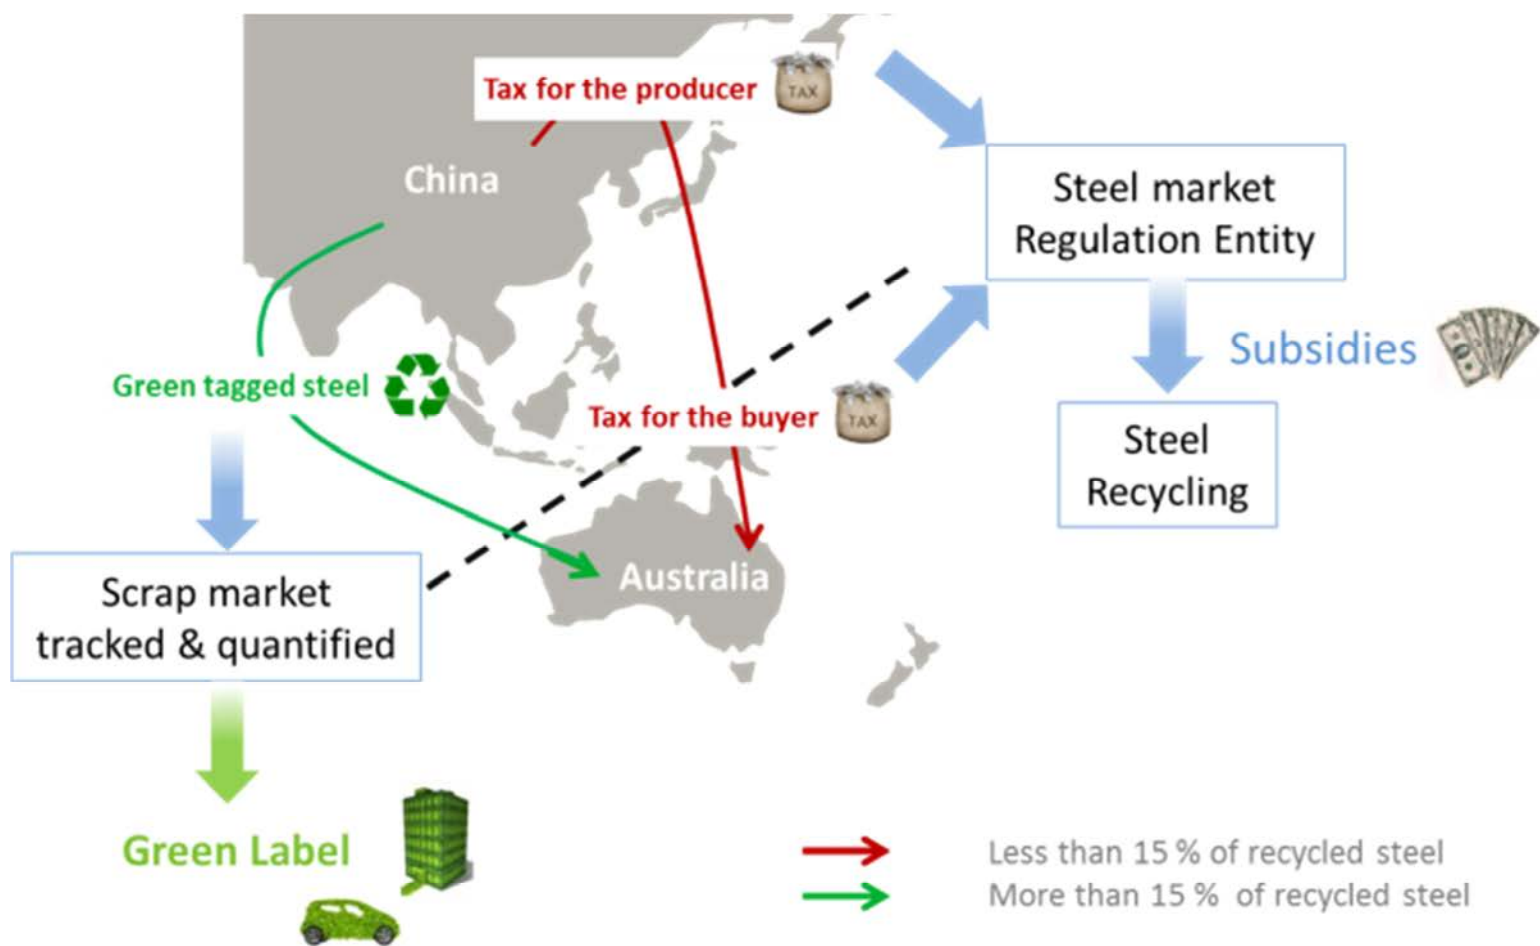 Tax for the producer
TAX
China
Steel market
Regulation Entity
Subsidies
Green tagged steel
Tax for the buyer
TAX
Steel
Recycling
Scrap market
tracked & quantified
Australia
Green Label
Less than 15 % of recycled steel
More than 15 % of recycled steel